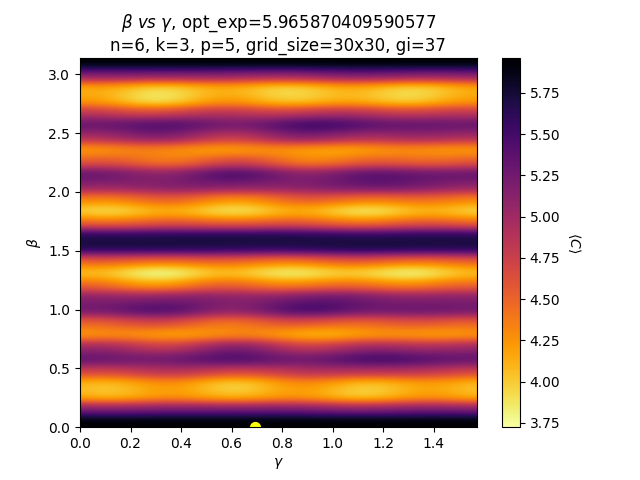 β vs γ, opt_exp=5.965870409590577
n=6, k=3, p=5, grid_size=30x30, gi=37
3.0
2.5
2.0
1.5
1.0
0.5
0.0
β
0.0 0.2 0.4 0.6 0.8 1.0 1.2 1.4
γ
5.75
5.50
5.25
5.00
4.75
4.50
4.25
4.00
3.75
⟨C⟩